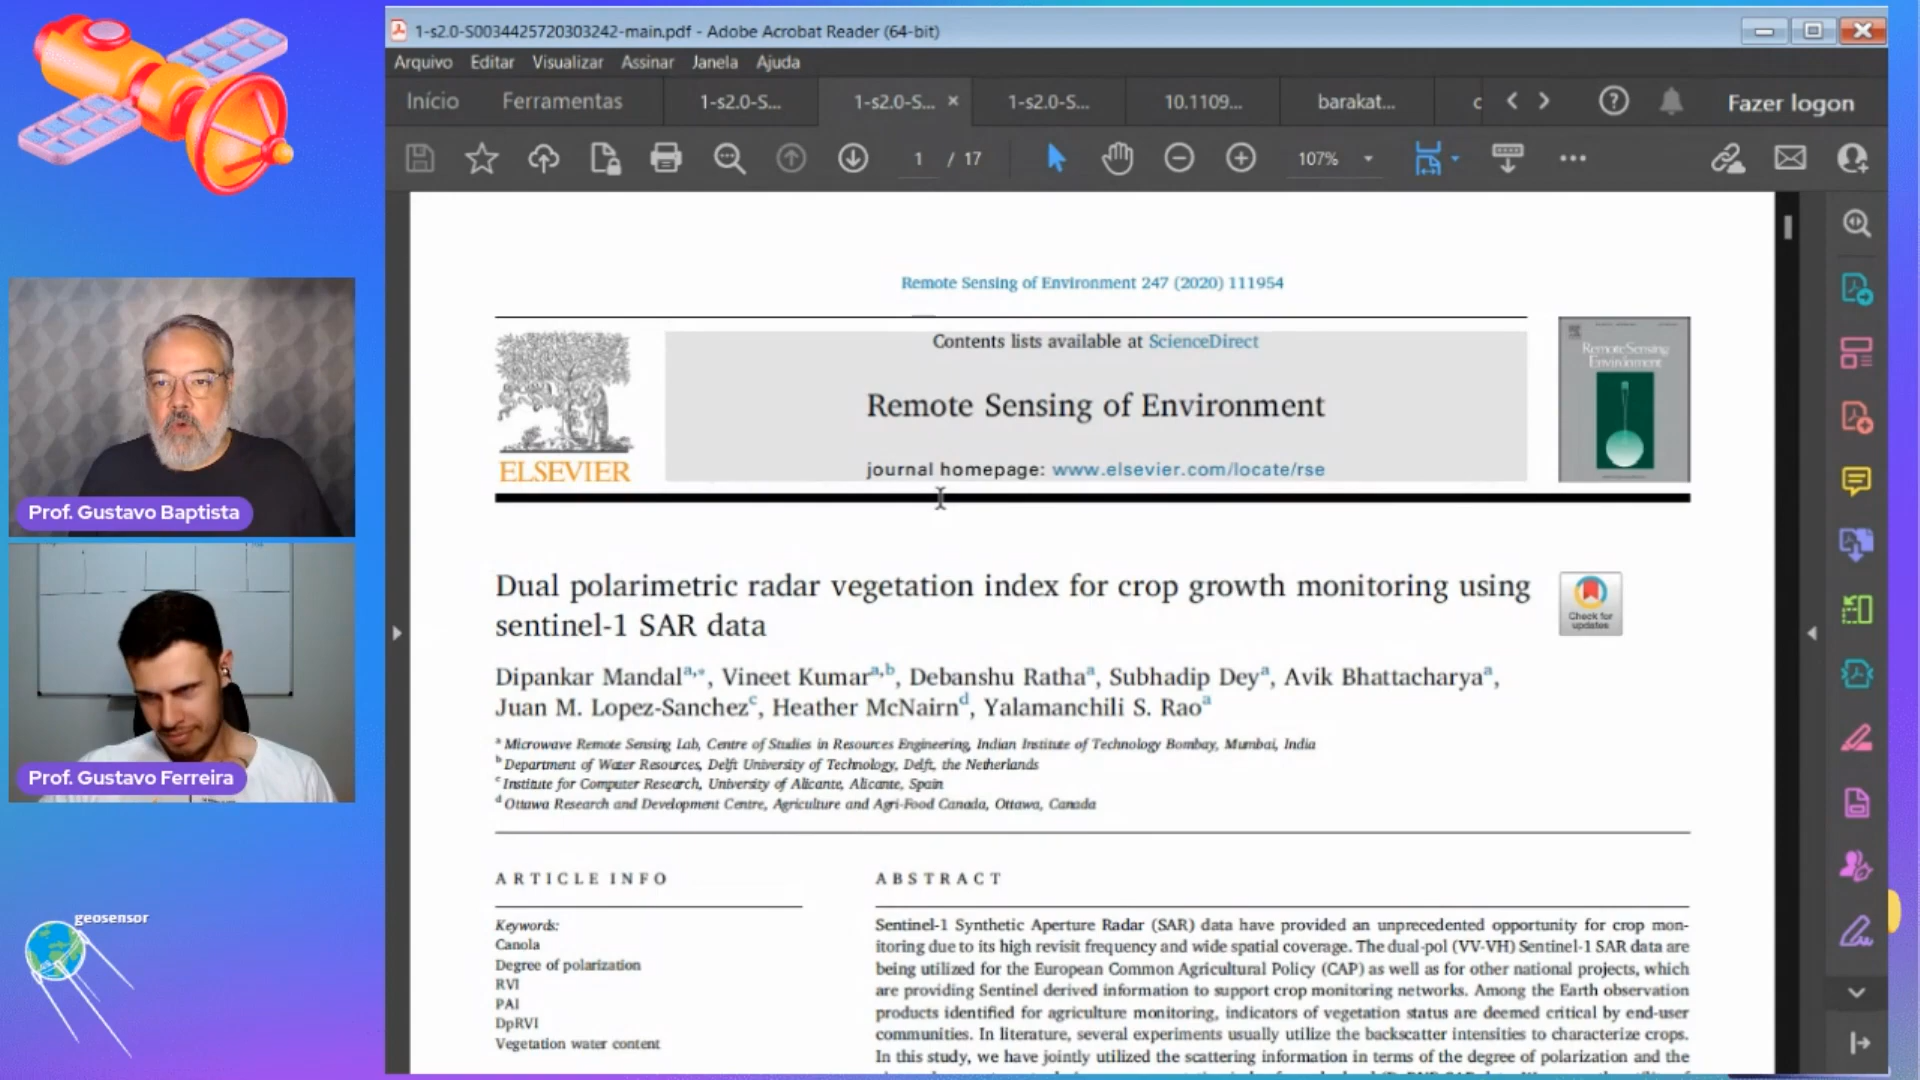 1-s2.0-S0034425720303242-main.pdf - Adobe Acrobat Reader (64-bit)
Arquivo Editar Visualizar Assinar Janela Ajuda
Início Ferramentas 1-s2.0-S... 1-s2.0-S... × 1-s2.0-S... 10.1109... barakat... c Fazer logon
1 / 17 107%
Remote Sensing of Environment 247 (2020) 111954
Contents lists available at ScienceDirect
Remote Sensing of Environment
journal homepage: www.elsevier.com/locate/rse
ELSEVIER
Remote Sensing
Environment
Dual polarimetric radar vegetation index for crop growth monitoring using
sentinel-1 SAR data
Check for
updates
Dipankar Mandal a,*, Vineet Kumar a,b, Debanshu Ratha a, Subhadip Dey a, Avik Bhattacharya a,
Juan M. Lopez-Sanchez c, Heather McNairn d, Yalamanchili S. Rao a
a Microwave Remote Sensing Lab, Centre of Studies in Resources Engineering, Indian Institute of Technology Bombay, Mumbai, India
b Department of Water Resources, Delft University of Technology, Delft, the Netherlands
c Institute for Computer Research, University of Alicante, Alicante, Spain
d Ottawa Research and Development Centre, Agriculture and Agri-Food Canada, Ottawa, Canada
ARTICLE INFO
Keywords:
Canola
Degree of polarization
RVI
PAI
DpRVI
Vegetation water content
ABSTRACT
Sentinel-1 Synthetic Aperture Radar (SAR) data have provided an unprecedented opportunity for crop mon-
itoring due to its high revisit frequency and wide spatial coverage. The dual-pol (VV-VH) Sentinel-1 SAR data are
being utilized for the European Common Agricultural Policy (CAP) as well as for other national projects, which
are providing Sentinel derived information to support crop monitoring networks. Among the Earth observation
products identified for agriculture monitoring, indicators of vegetation status are deemed critical by end-user
communities. In literature, several experiments usually utilize the backscatter intensities to characterize crops.
In this study, we have jointly utilized the scattering information in terms of the degree of polarization and the
Prof. Gustavo Baptista
Prof. Gustavo Ferreira
geosensor